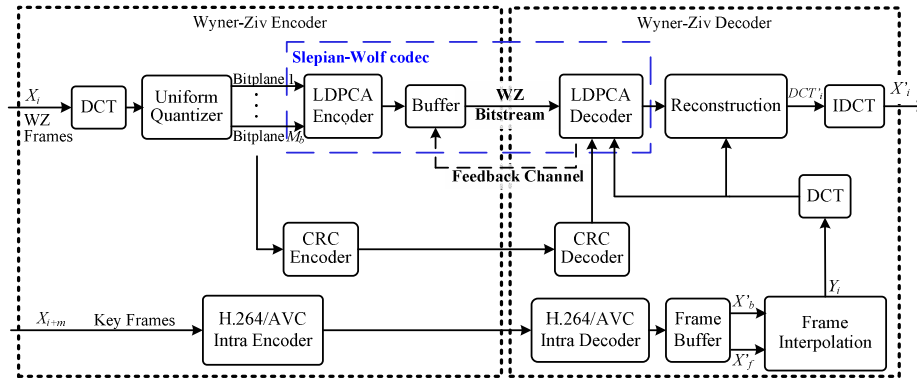 Wyner-Ziv Encoder
Wyner-Ziv Decoder
Slepian-Wolf codec
X_i
WZ
Frames
DCT
Uniform
Quantizer
Bitplane 1
Bitplane M_b
LDPCA
Encoder
Buffer
WZ
Bitstream
LDPCA
Decoder
Reconstruction
DCT'_i
IDCT
X'_i
Feedback Channel
DCT
CRC
Encoder
CRC
Decoder
Y_i
X_{i+m}
Key Frames
H.264/AVC
Intra Encoder
H.264/AVC
Intra Decoder
Frame
Buffer
X'_b
X'_f
Frame
Interpolation